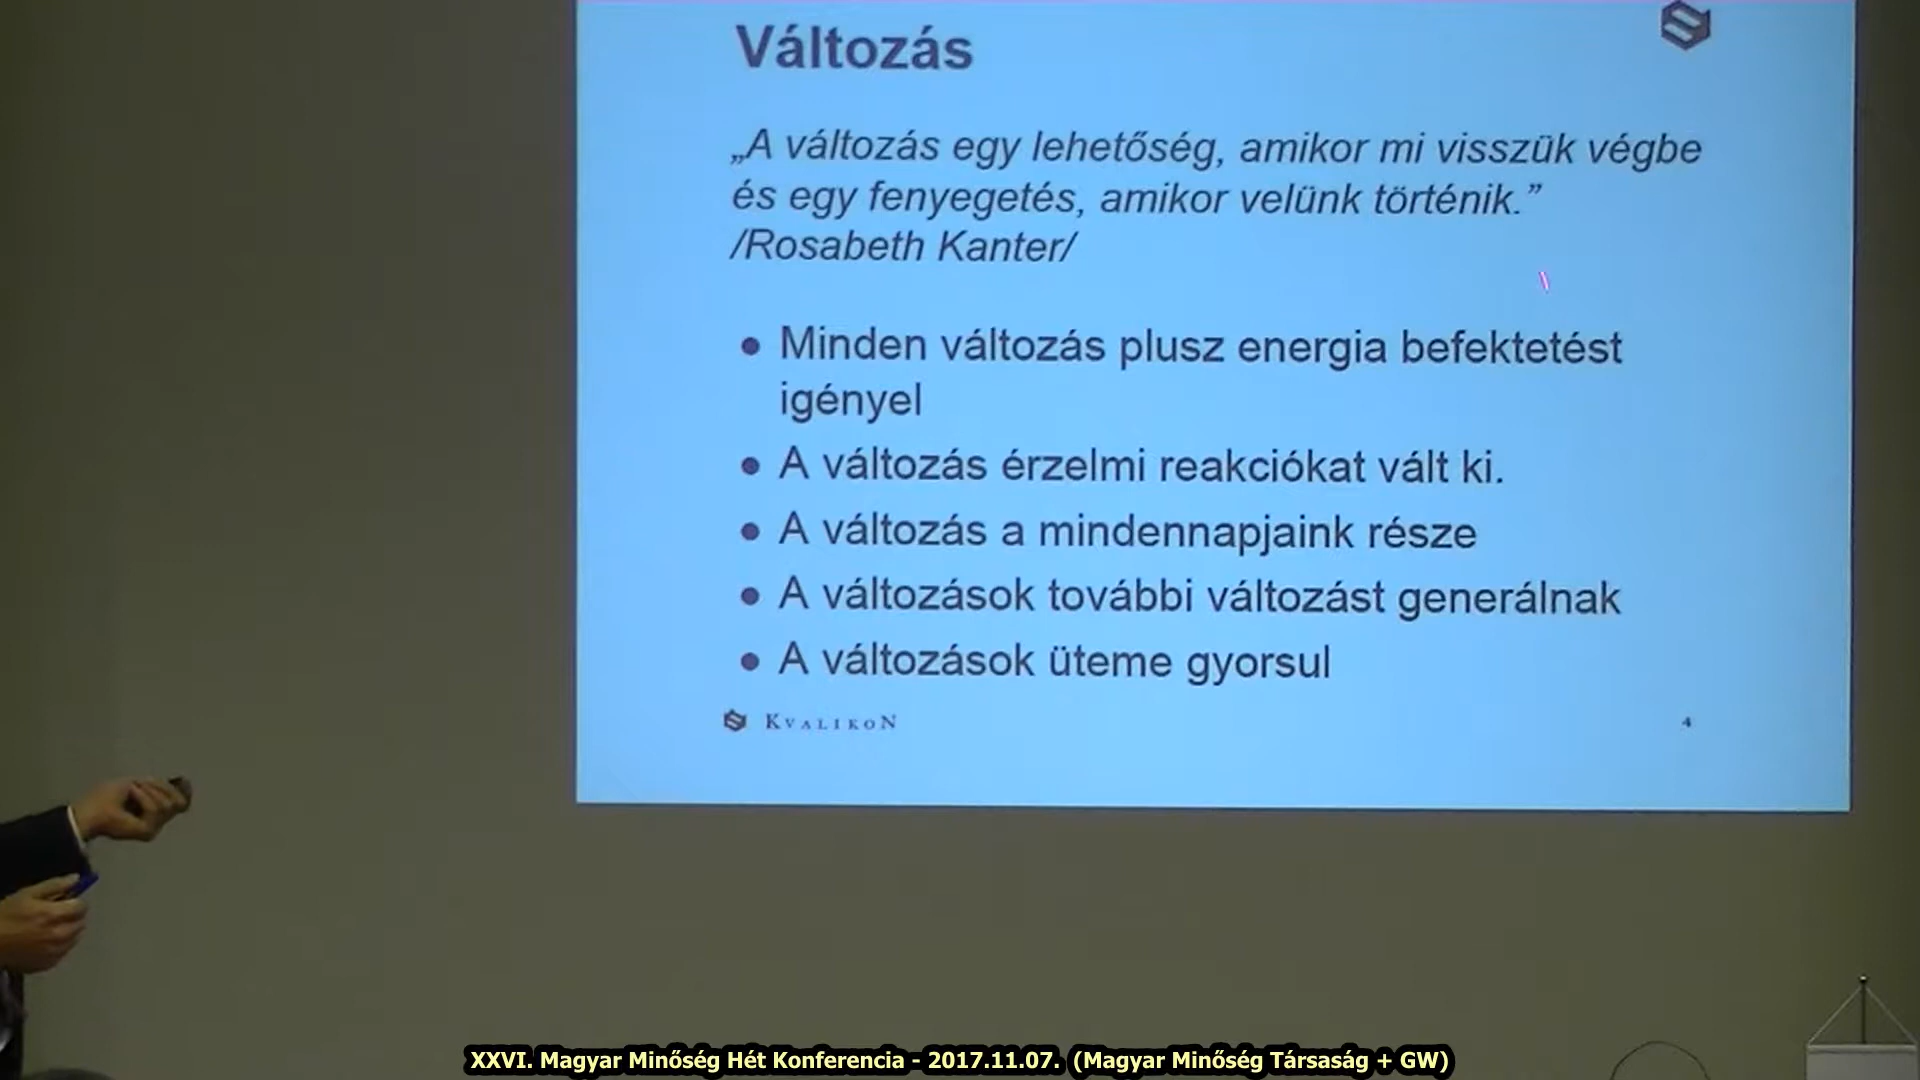 Változás
„A változás egy lehetőség, amikor mi visszük végbe
és egy fenyegetés, amikor velünk történik.”
/Rosabeth Kanter/
● Minden változás plusz energia befektetést
igényel
● A változás érzelmi reakciókat vált ki.
● A változás a mindennapjaink része
● A változások további változást generálnak
● A változások üteme gyorsul
KVALIKON
4
XXVI. Magyar Minőség Hét Konferencia - 2017.11.07. (Magyar Minőség Társaság + GW)